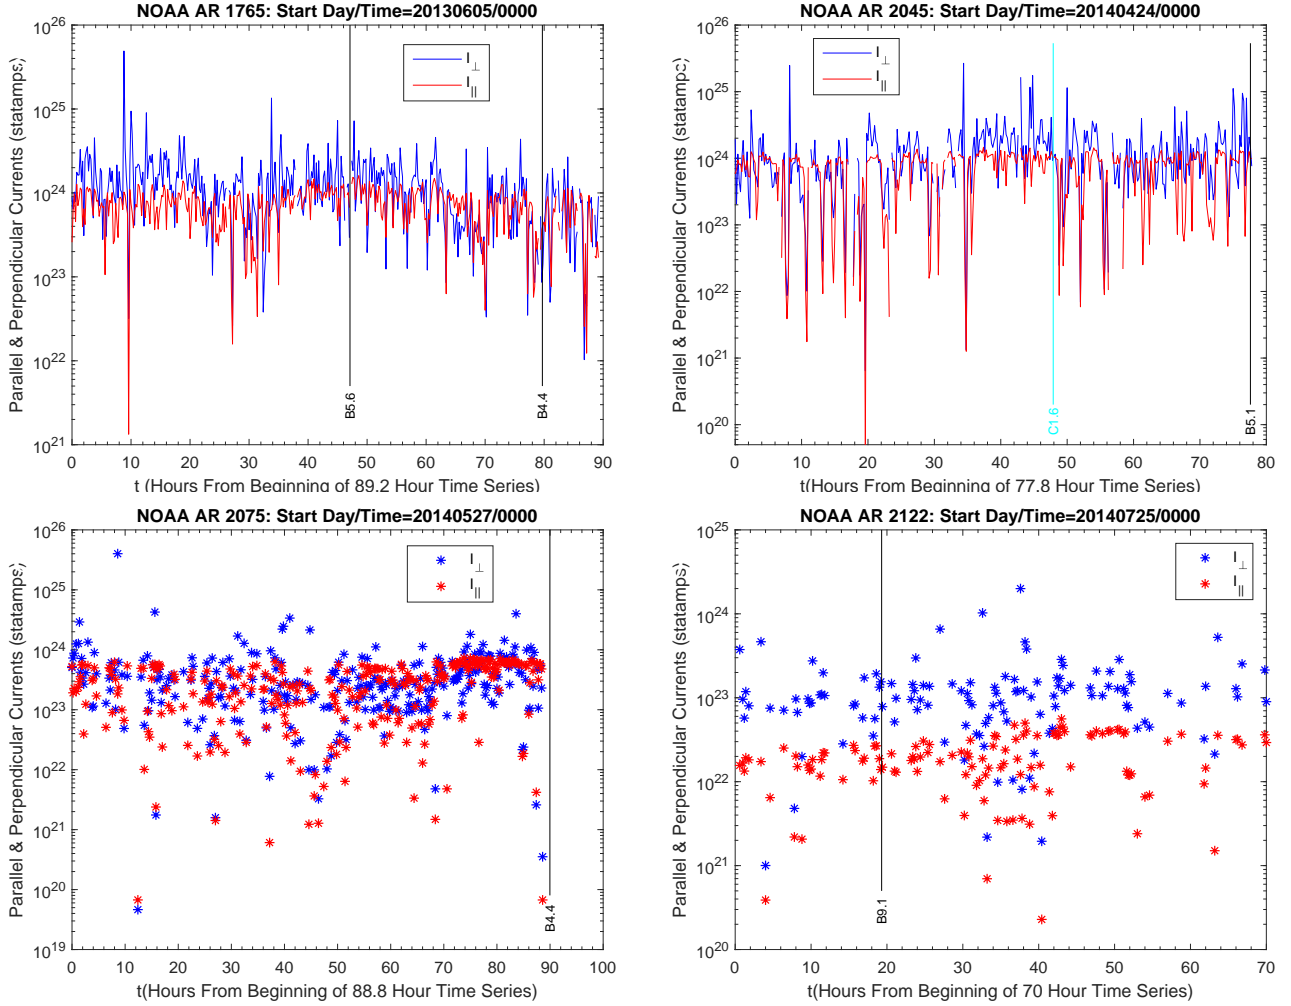 NOAA AR 1765: Start Day/Time=20130605/0000
Parallel & Perpendicular Currents (statamps)
10^26
10^25
10^24
10^23
10^22
10^21
I⊥
I||
B5.6
B4.4
0 10 20 30 40 50 60 70 80 90
t (Hours From Beginning of 89.2 Hour Time Series)
NOAA AR 2045: Start Day/Time=20140424/0000
Parallel & Perpendicular Currents (statamps)
10^26
10^25
10^24
10^23
10^22
10^21
10^20
I⊥
I||
C1.6
B5.1
0 10 20 30 40 50 60 70 80
t (Hours From Beginning of 77.8 Hour Time Series)
NOAA AR 2075: Start Day/Time=20140527/0000
Parallel & Perpendicular Currents (statamps)
10^26
10^25
10^24
10^23
10^22
10^21
10^20
10^19
I⊥
I||
B4.4
0 10 20 30 40 50 60 70 80 90 100
t(Hours From Beginning of 88.8 Hour Time Series)
NOAA AR 2122: Start Day/Time=20140725/0000
Parallel & Perpendicular Currents (statamps)
10^25
10^24
10^23
10^22
10^21
10^20
I⊥
I||
B9.1
0 10 20 30 40 50 60 70
t(Hours From Beginning of 70 Hour Time Series)